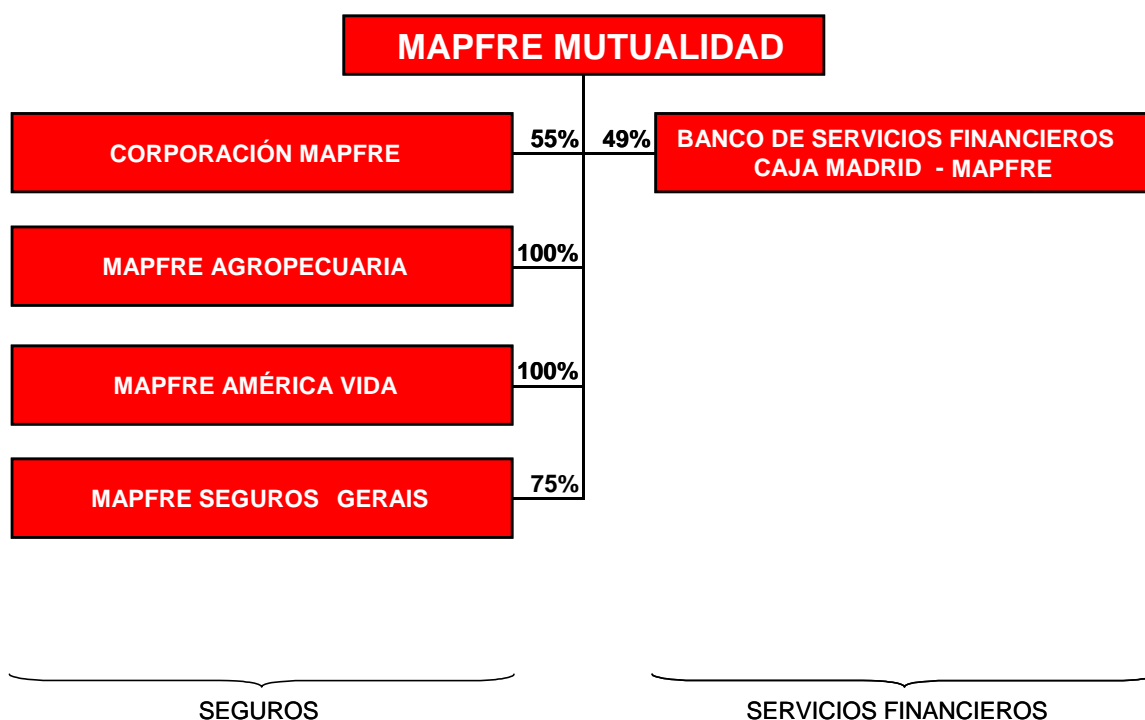 MAPFRE MUTUALIDAD
CORPORACIÓN MAPFRE
55%
49%
BANCO DE SERVICIOS FINANCIEROS
CAJA MADRID - MAPFRE
MAPFRE AGROPECUARIA
100%
MAPFRE AMÉRICA VIDA
100%
MAPFRE SEGUROS GERAIS
75%
SEGUROS
SERVICIOS FINANCIEROS